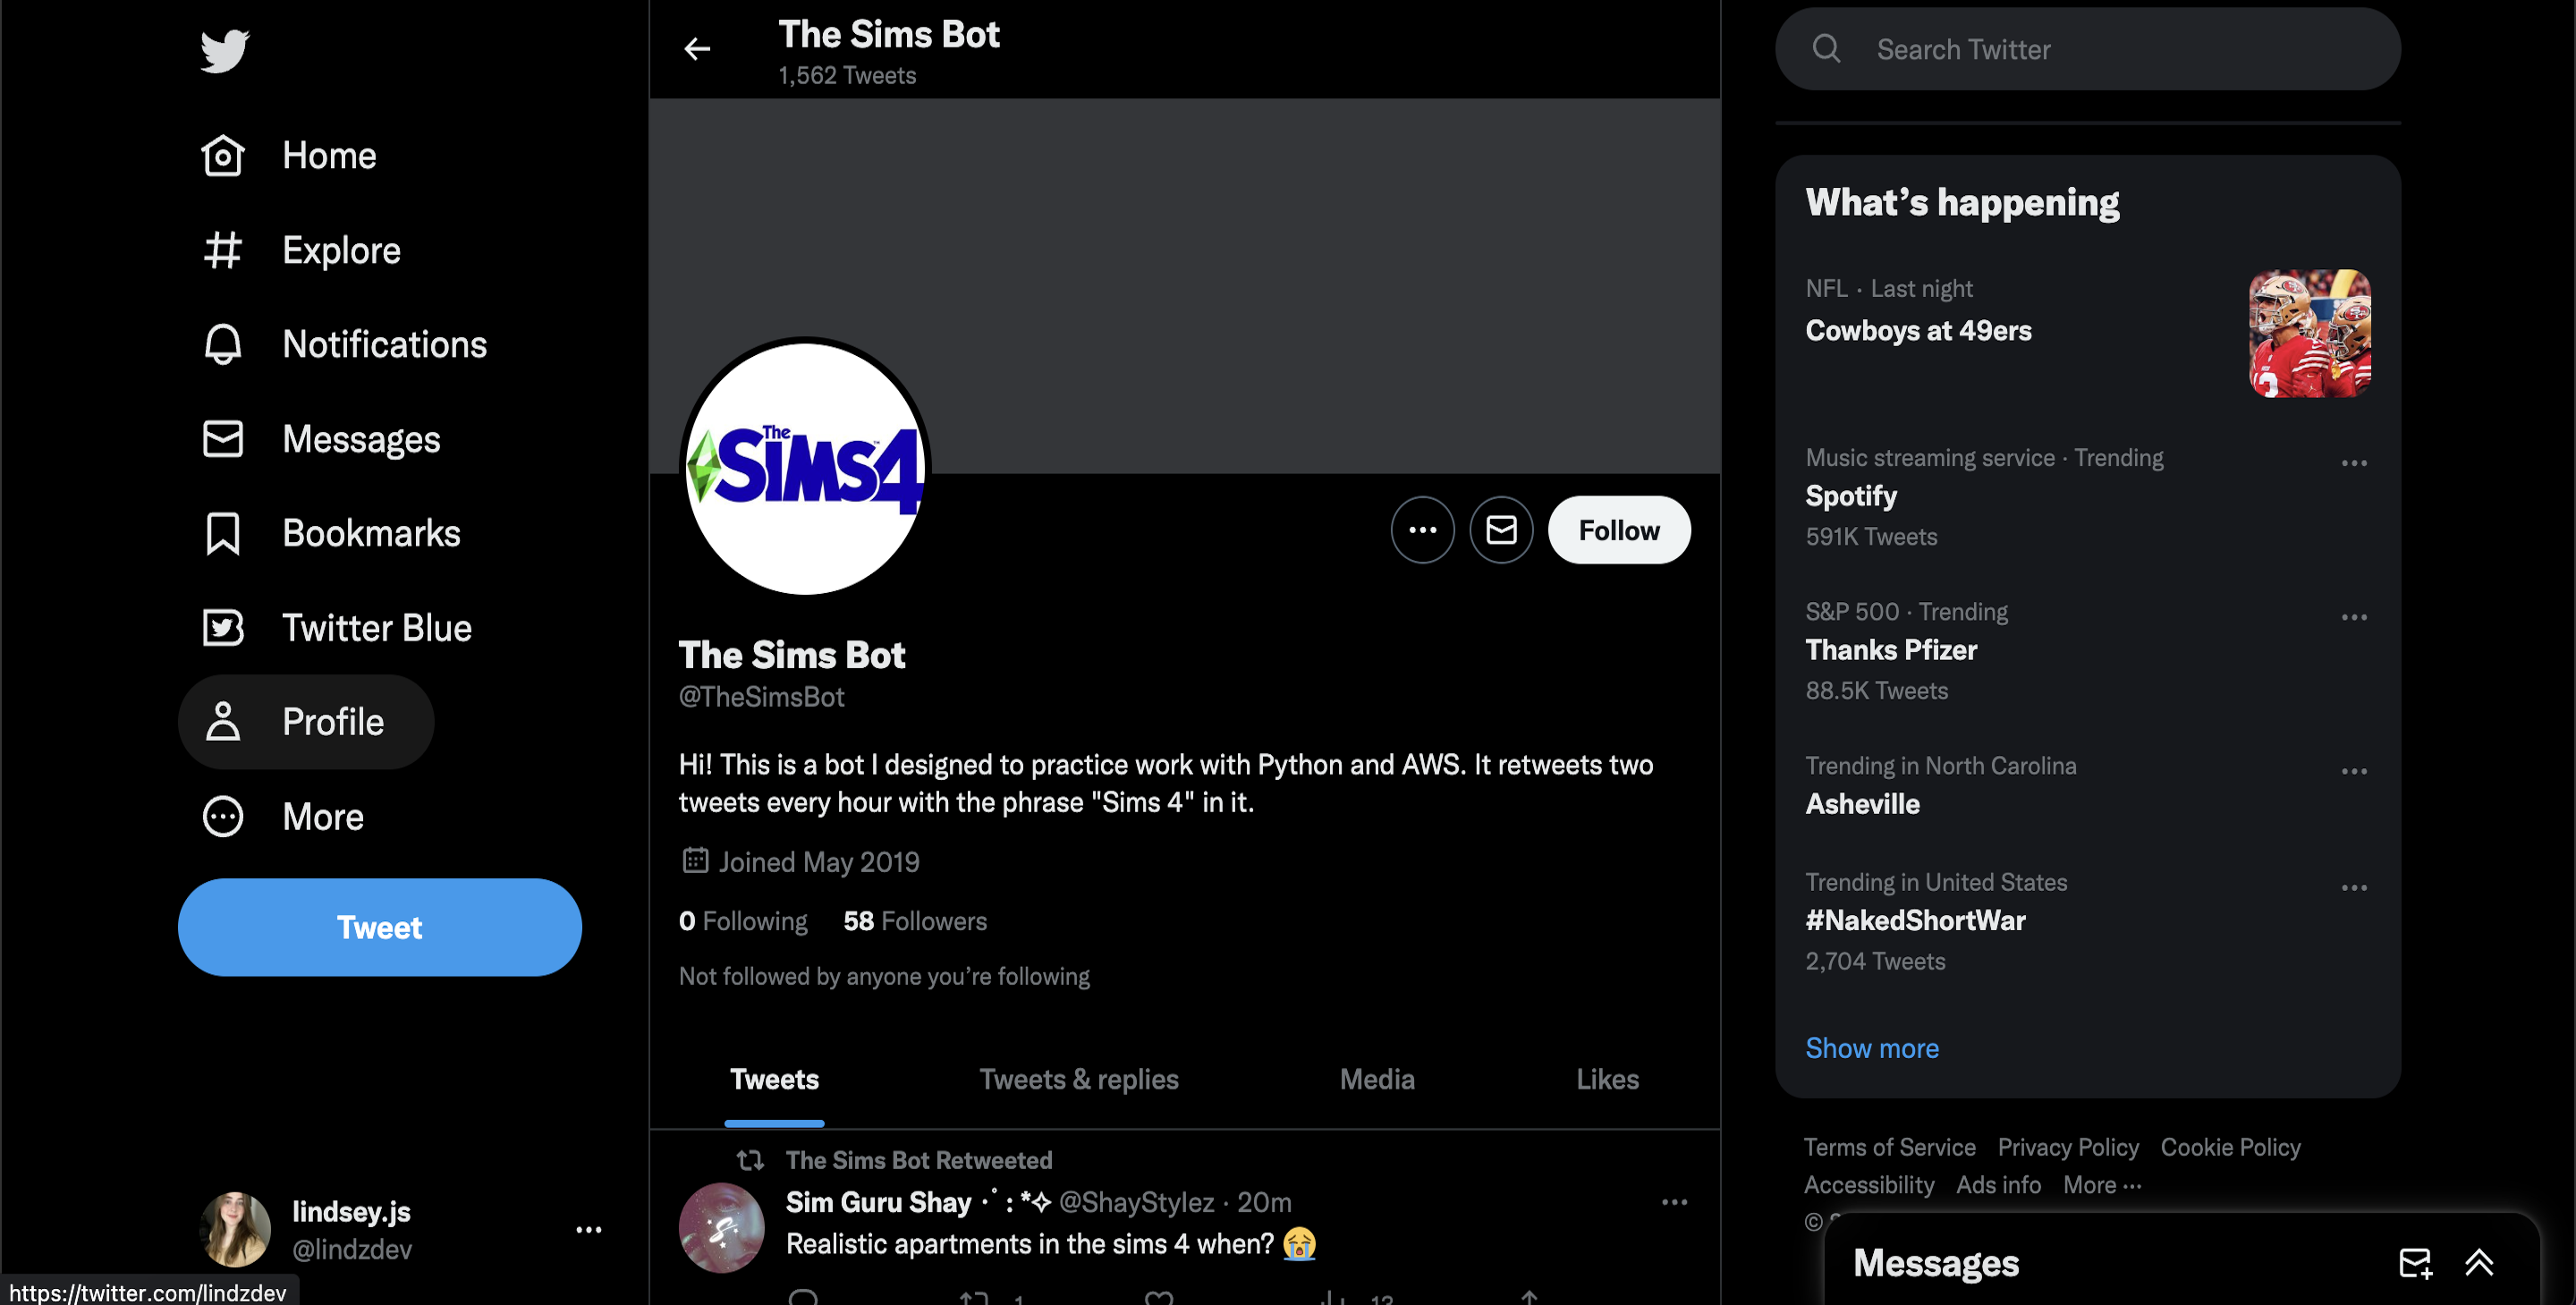 Home
Explore
Notifications
Messages
Bookmarks
Twitter Blue
Profile
More
Tweet
lindsey.js
@lindzdev
https://twitter.com/lindzdev
The Sims Bot
1,562 Tweets
The
SIMS4
Follow
The Sims Bot
@TheSimsBot
Hi! This is a bot I designed to practice work with Python and AWS. It retweets two
tweets every hour with the phrase "Sims 4" in it.
Joined May 2019
0 Following 58 Followers
Not followed by anyone you’re following
Tweets Tweets & replies Media Likes
The Sims Bot Retweeted
Sim Guru Shay ⋆˚ : *✧ @ShayStylez · 20m
Realistic apartments in the sims 4 when? 😭
1 13
Search Twitter
What’s happening
NFL · Last night
Cowboys at 49ers
Music streaming service · Trending
Spotify
591K Tweets
S&P 500 · Trending
Thanks Pfizer
88.5K Tweets
Trending in North Carolina
Asheville
Trending in United States
#NakedShortWar
2,704 Tweets
Show more
Terms of Service Privacy Policy Cookie Policy
Accessibility Ads info More ···
©
Messages